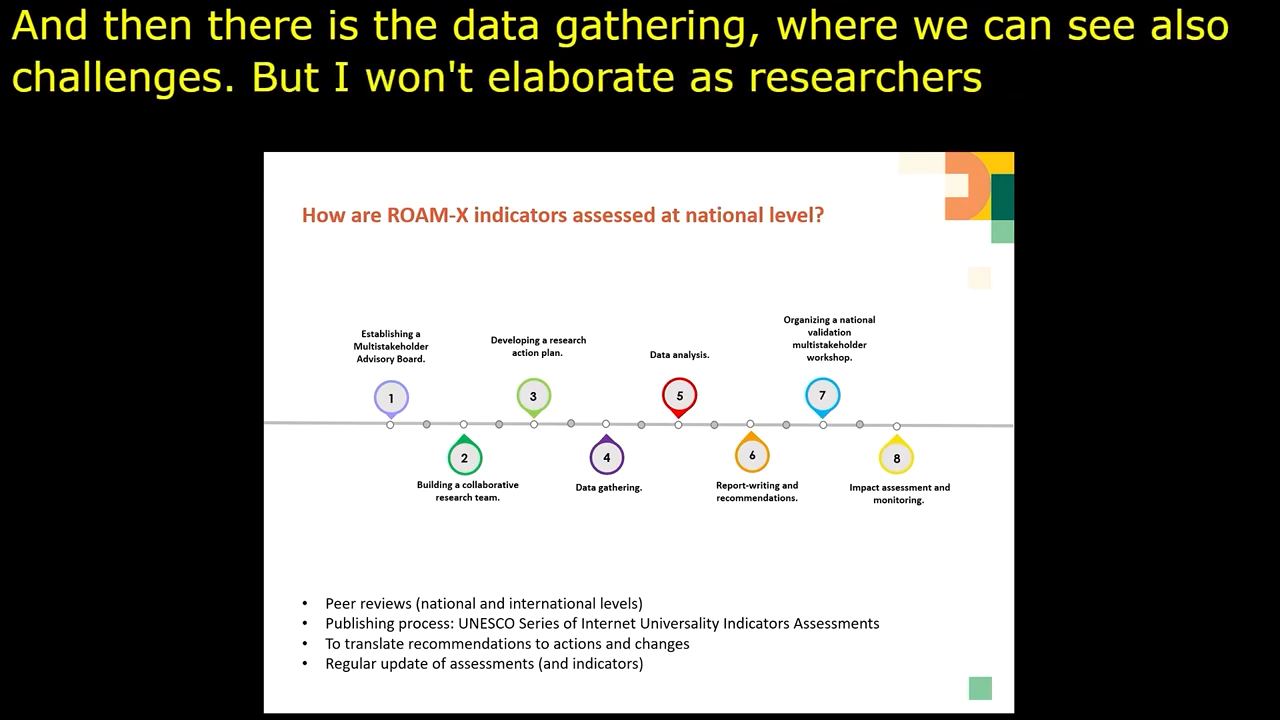 And then there is the data gathering, where we can see also
challenges. But I won't elaborate as researchers
How are ROAM-X indicators assessed at national level?
Establishing a
Multistakeholder
Advisory Board.
1
Building a collaborative
research team.
2
Developing a research
action plan.
3
Data gathering.
4
Data analysis.
5
Report-writing and
recommendations.
6
Organizing a national
validation
multistakeholder
workshop.
7
Impact assessment and
monitoring.
8
• Peer reviews (national and international levels)
• Publishing process: UNESCO Series of Internet Universality Indicators Assessments
• To translate recommendations to actions and changes
• Regular update of assessments (and indicators)